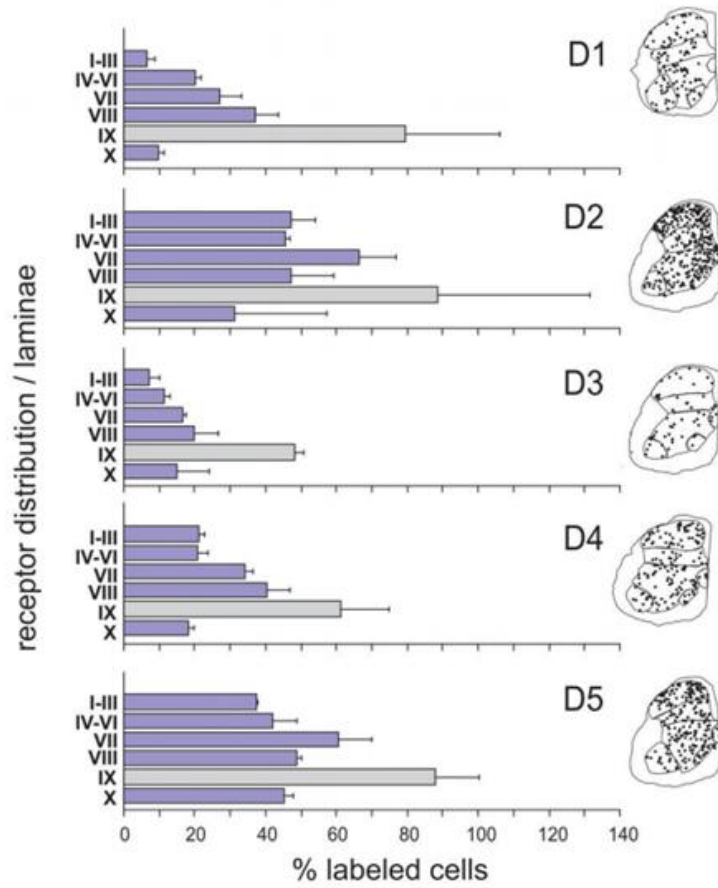 D1
I-III
IV-VI
VII
VIII
IX
X
D2
I-III
IV-VI
VII
VIII
IX
X
D3
I-III
IV-VI
VII
VIII
IX
X
D4
I-III
IV-VI
VII
VIII
IX
X
D5
I-III
IV-VI
VII
VIII
IX
X
0 20 40 60 80 100 120 140
% labeled cells
receptor distribution / laminae